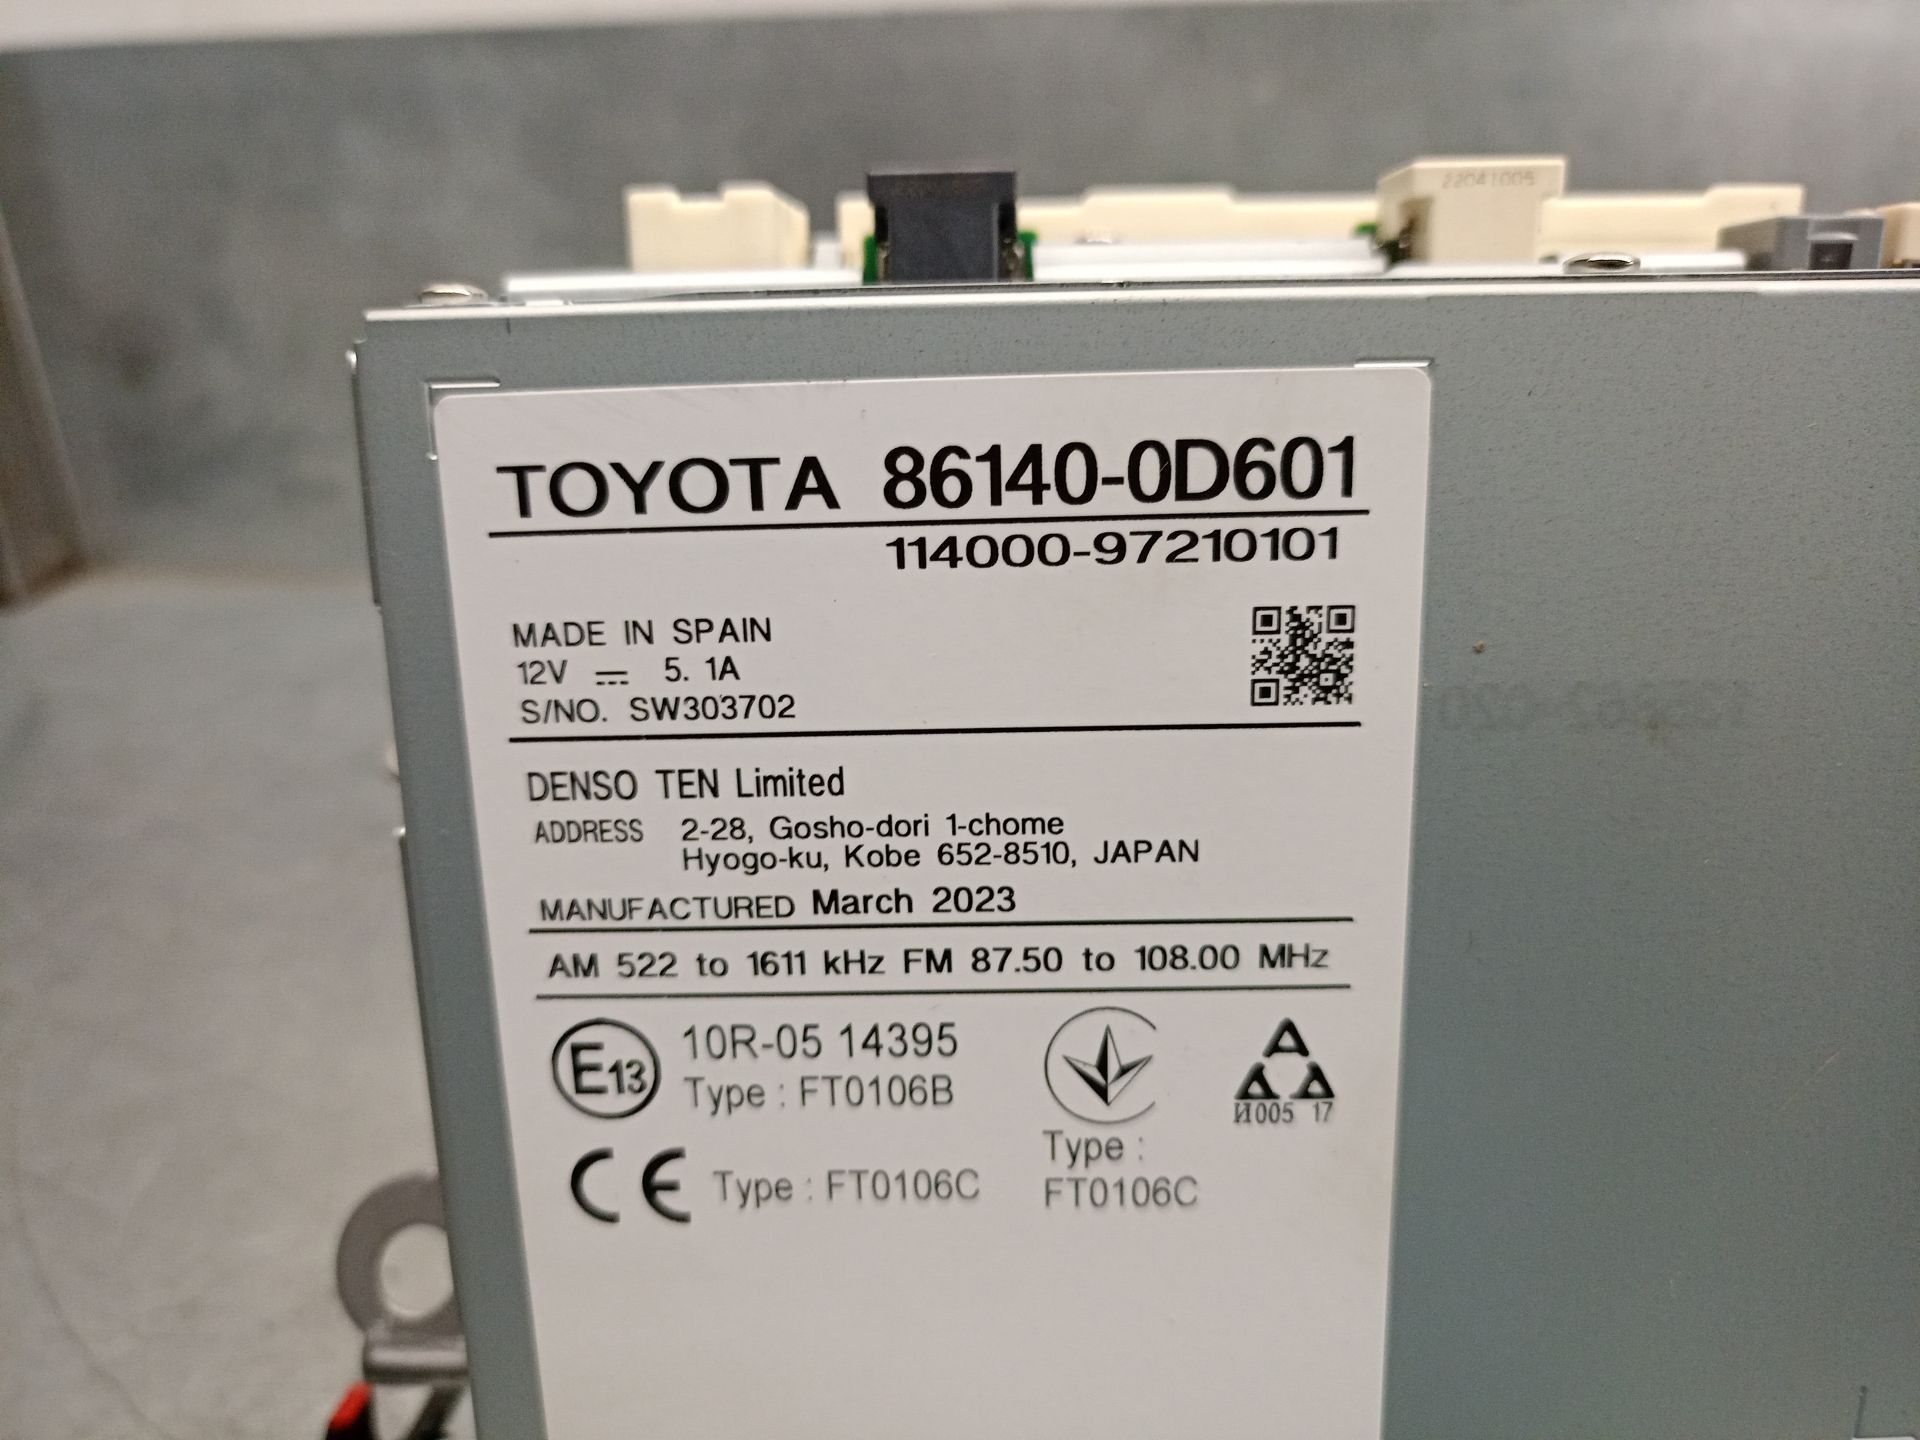 22041005
TOYOTA 86140-0D601
114000-97210101
MADE IN SPAIN
12V ⎓ 5. 1A
S/NO. SW303702
DENSO TEN Limited
ADDRESS 2-28, Gosho-dori 1-chome
Hyogo-ku, Kobe 652-8510, JAPAN
MANUFACTURED March 2023
AM 522 to 1611 kHz FM 87.50 to 108.00 MHz
E13 10R-05 14395
Type : FT0106B
И005 17
CE Type : FT0106C
Type :
FT0106C